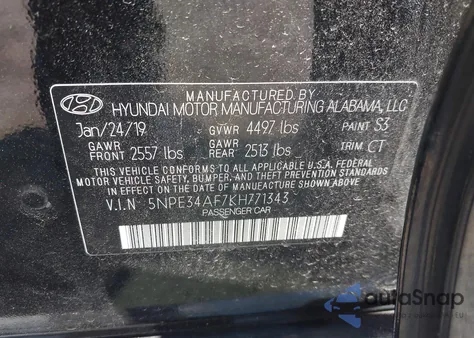 MANUFACTURED BY
HYUNDAI MOTOR MANUFACTURING ALABAMA, LLC
Jan/24/19 GVWR 4497 lbs PAINT S3
GAWR FRONT 2557 lbs GAWR REAR 2513 lbs TRIM CT
THIS VEHICLE CONFORMS TO ALL APPLICABLE U.S.A. FEDERAL
MOTOR VEHICLE SAFETY, BUMPER, AND THEFT PREVENTION STANDARDS
IN EFFECT ON THE DATE OF MANUFACTURE SHOWN ABOVE.
V.I.N 5NPE34AF7KH771343
PASSENGER CAR
autoSnap